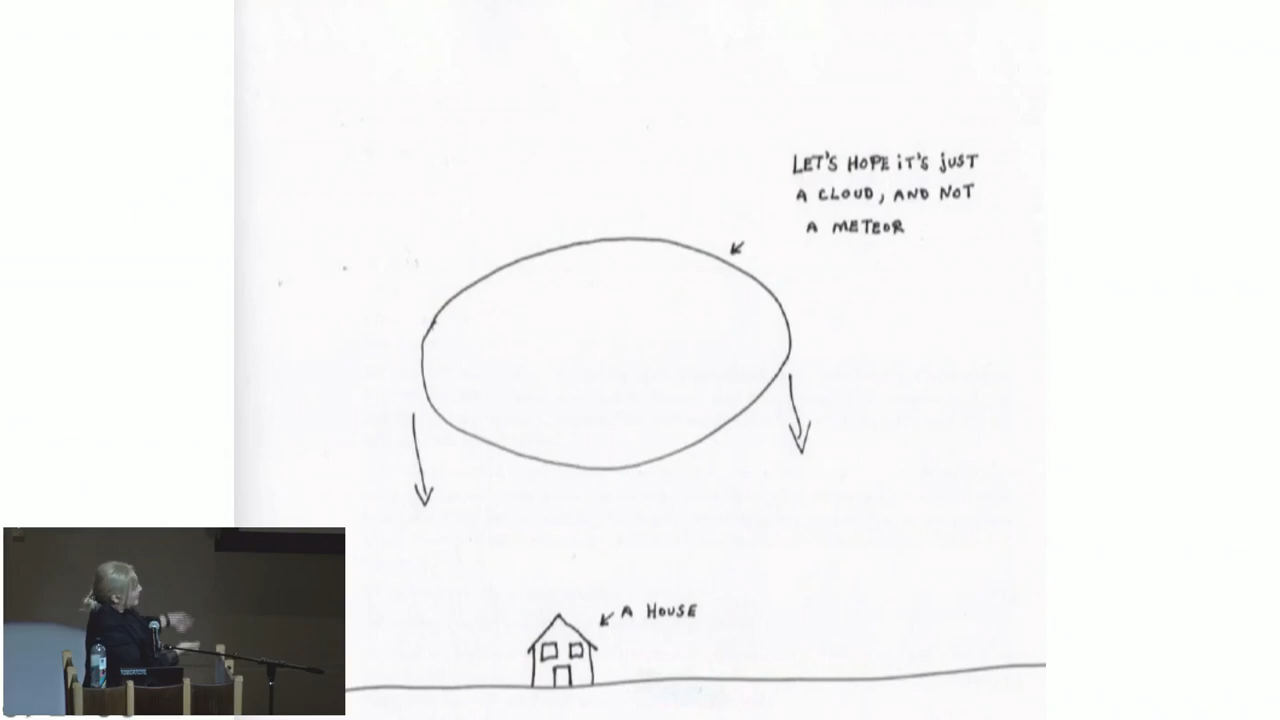 LET'S HOPE iT'S jUST
A CLOUD, AND NOT
A METEOR
A HOUSE